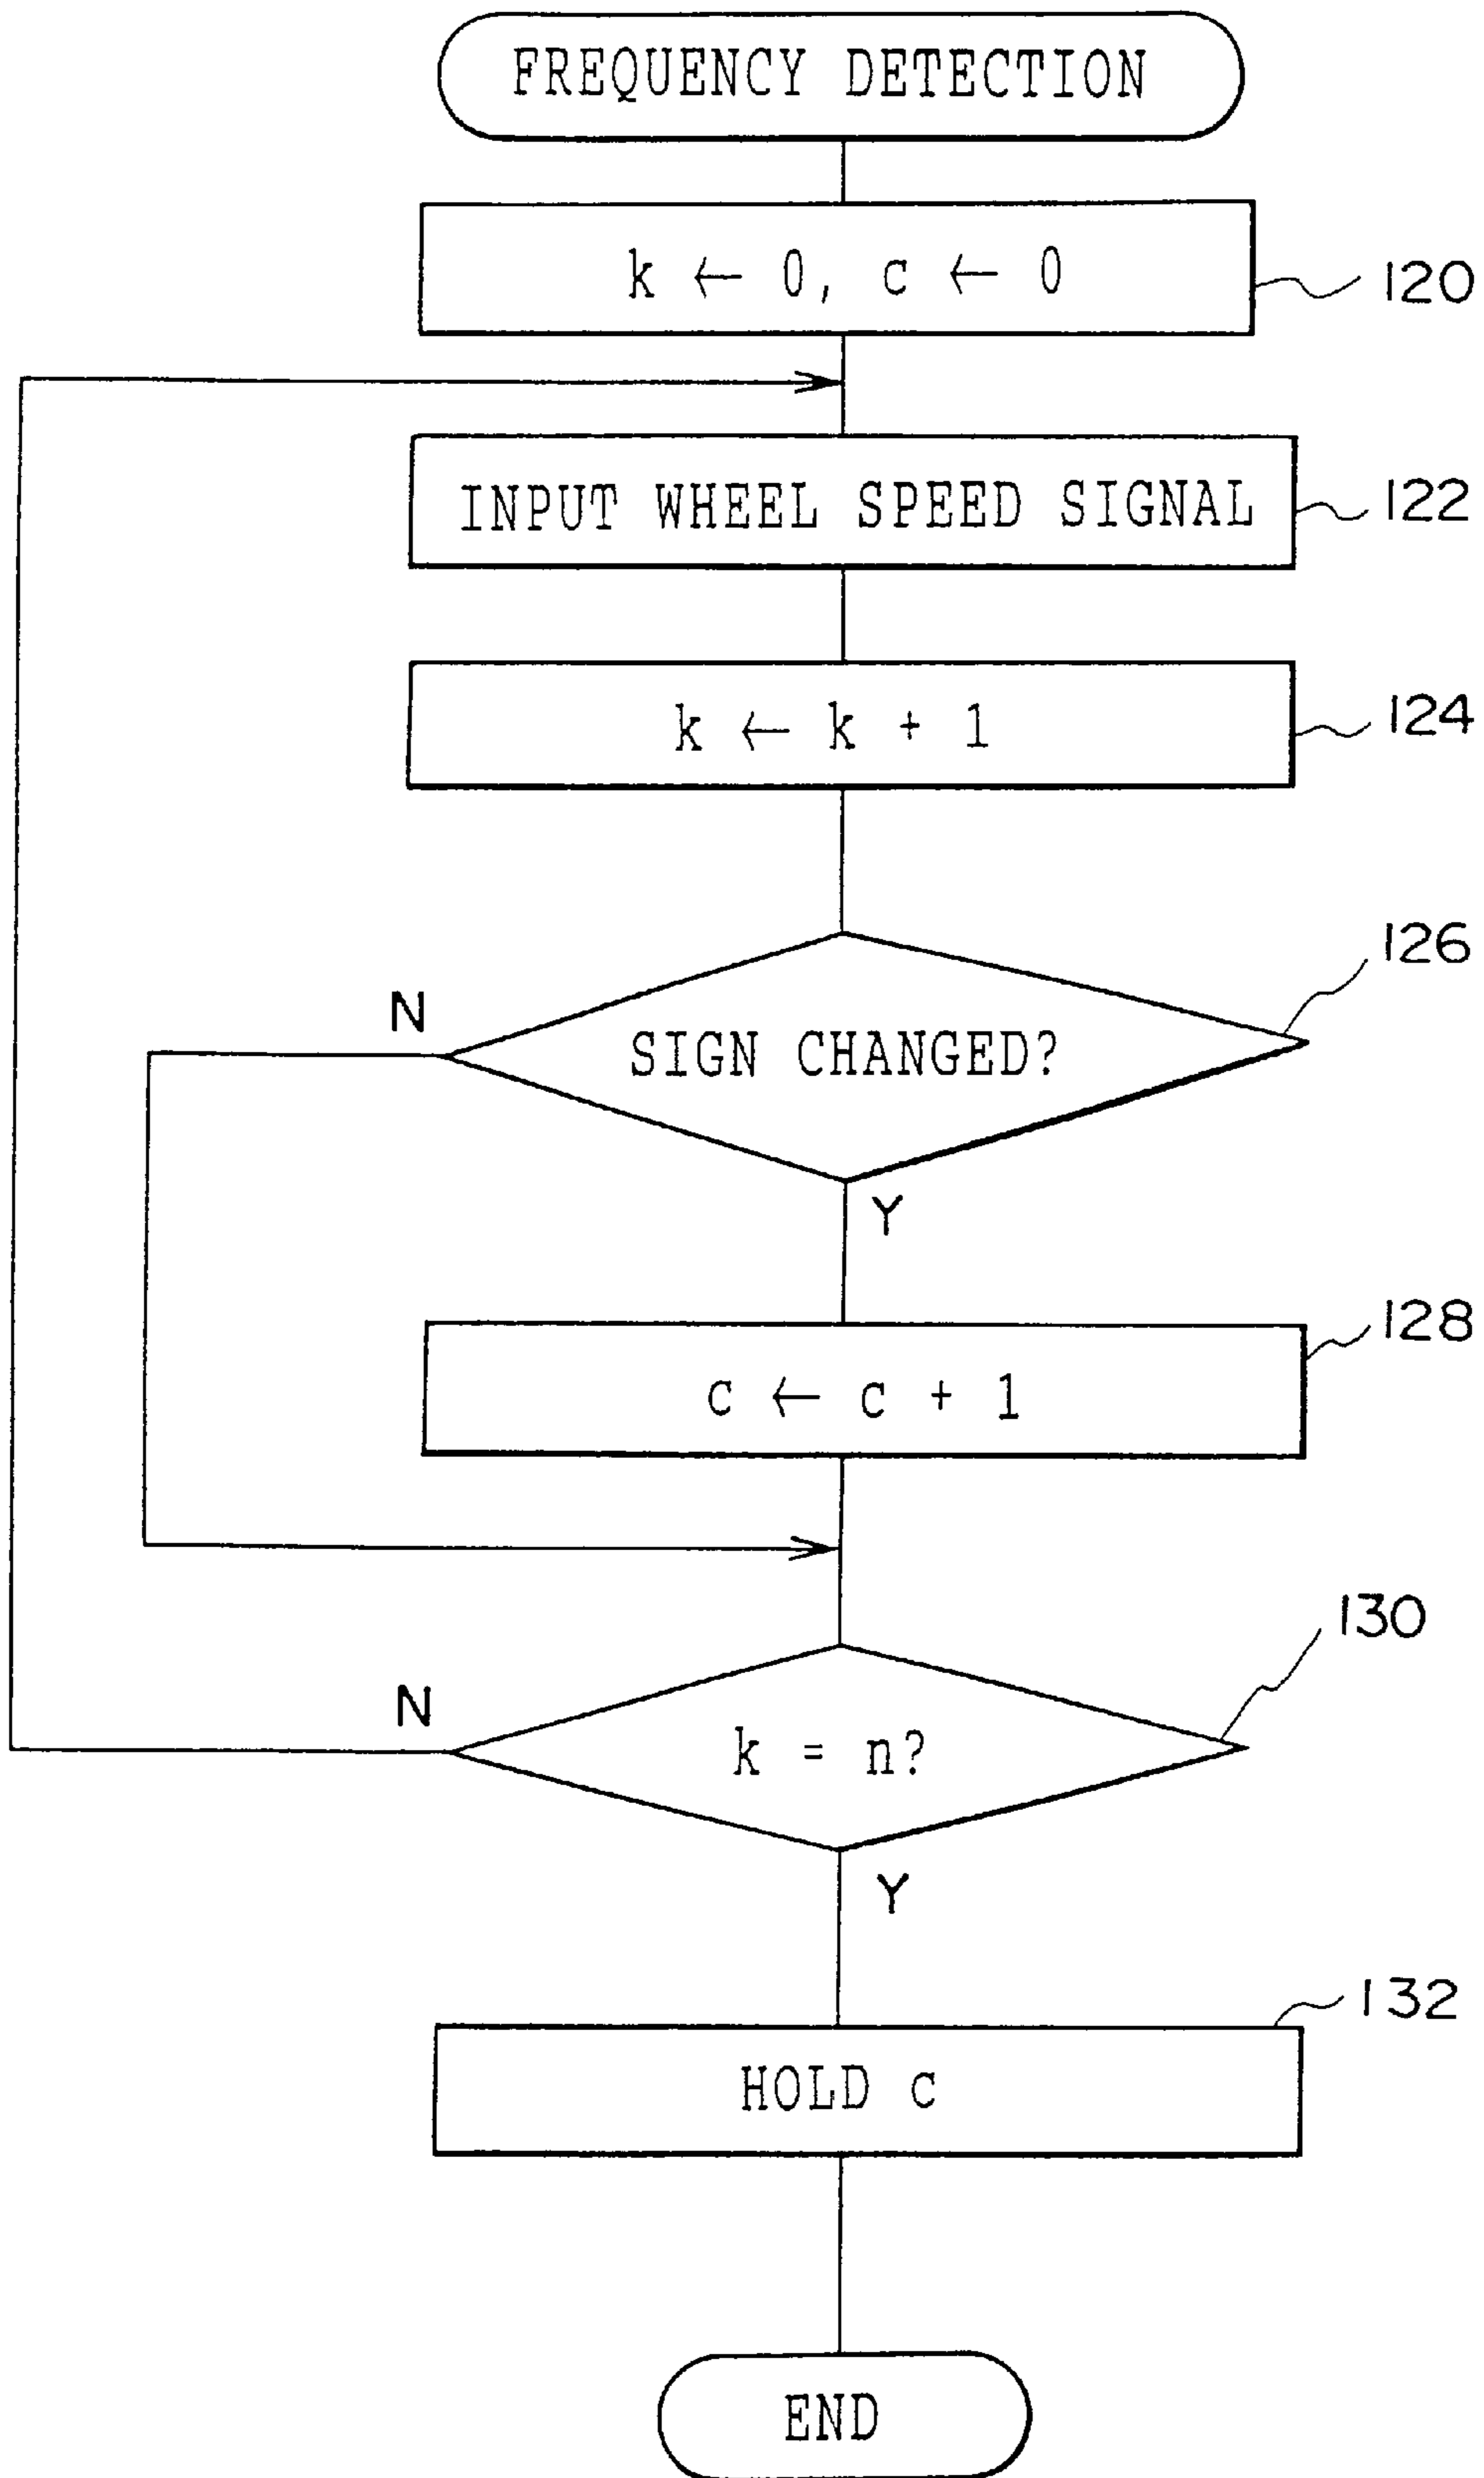 FREQUENCY DETECTION
k ← 0, c ← 0
120
INPUT WHEEL SPEED SIGNAL
122
k ← k + 1
124
126
N
SIGN CHANGED?
Y
128
c ← c + 1
130
N
k = n?
Y
132
HOLD c
END